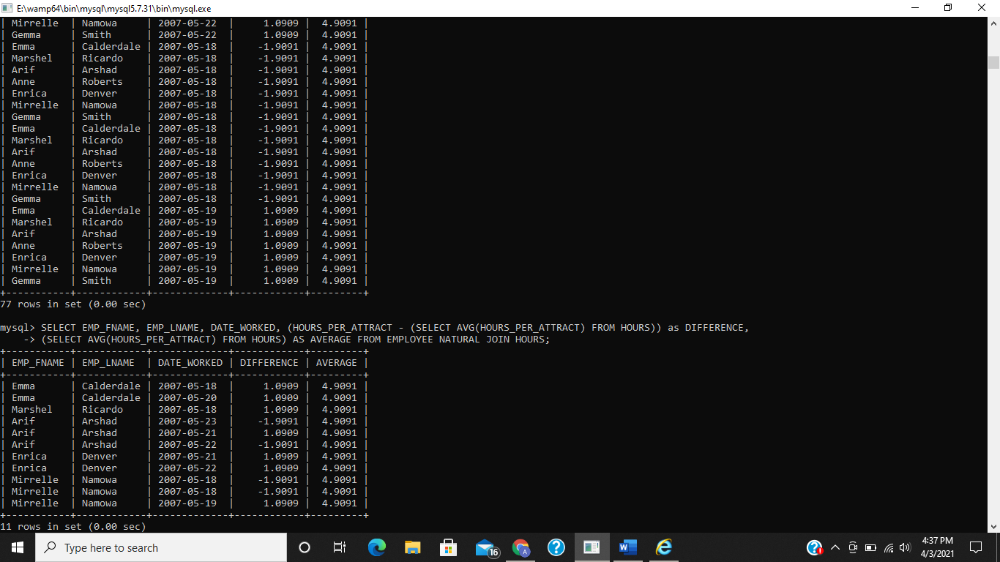 E:\wamp64\bin\mysql\mysql5.7.31\bin\mysql.exe
| Mirrelle  | Namowa     | 2007-05-22  |     1.0909 |  4.9091 |
| Gemma     | Smith      | 2007-05-22  |     1.0909 |  4.9091 |
| Emma      | Calderdale | 2007-05-18  |    -1.9091 |  4.9091 |
| Marshel   | Ricardo    | 2007-05-18  |    -1.9091 |  4.9091 |
| Arif      | Arshad     | 2007-05-18  |    -1.9091 |  4.9091 |
| Anne      | Roberts    | 2007-05-18  |    -1.9091 |  4.9091 |
| Enrica    | Denver     | 2007-05-18  |    -1.9091 |  4.9091 |
| Mirrelle  | Namowa     | 2007-05-18  |    -1.9091 |  4.9091 |
| Gemma     | Smith      | 2007-05-18  |    -1.9091 |  4.9091 |
| Emma      | Calderdale | 2007-05-18  |    -1.9091 |  4.9091 |
| Marshel   | Ricardo    | 2007-05-18  |    -1.9091 |  4.9091 |
| Arif      | Arshad     | 2007-05-18  |    -1.9091 |  4.9091 |
| Anne      | Roberts    | 2007-05-18  |    -1.9091 |  4.9091 |
| Enrica    | Denver     | 2007-05-18  |    -1.9091 |  4.9091 |
| Mirrelle  | Namowa     | 2007-05-18  |    -1.9091 |  4.9091 |
| Gemma     | Smith      | 2007-05-18  |    -1.9091 |  4.9091 |
| Emma      | Calderdale | 2007-05-19  |     1.0909 |  4.9091 |
| Marshel   | Ricardo    | 2007-05-19  |     1.0909 |  4.9091 |
| Arif      | Arshad     | 2007-05-19  |     1.0909 |  4.9091 |
| Anne      | Roberts    | 2007-05-19  |     1.0909 |  4.9091 |
| Enrica    | Denver     | 2007-05-19  |     1.0909 |  4.9091 |
| Mirrelle  | Namowa     | 2007-05-19  |     1.0909 |  4.9091 |
| Gemma     | Smith      | 2007-05-19  |     1.0909 |  4.9091 |
+-----------+------------+-------------+------------+---------+
77 rows in set (0.00 sec)
mysql> SELECT EMP_FNAME, EMP_LNAME, DATE_WORKED, (HOURS_PER_ATTRACT - (SELECT AVG(HOURS_PER_ATTRACT) FROM HOURS)) as DIFFERENCE,
    -> (SELECT AVG(HOURS_PER_ATTRACT) FROM HOURS) AS AVERAGE FROM EMPLOYEE NATURAL JOIN HOURS;
+-----------+------------+-------------+------------+---------+
| EMP_FNAME | EMP_LNAME  | DATE_WORKED | DIFFERENCE | AVERAGE |
+-----------+------------+-------------+------------+---------+
| Emma      | Calderdale | 2007-05-18  |     1.0909 |  4.9091 |
| Emma      | Calderdale | 2007-05-20  |     1.0909 |  4.9091 |
| Marshel   | Ricardo    | 2007-05-18  |     1.0909 |  4.9091 |
| Arif      | Arshad     | 2007-05-23  |    -1.9091 |  4.9091 |
| Arif      | Arshad     | 2007-05-21  |     1.0909 |  4.9091 |
| Arif      | Arshad     | 2007-05-22  |    -1.9091 |  4.9091 |
| Enrica    | Denver     | 2007-05-21  |     1.0909 |  4.9091 |
| Enrica    | Denver     | 2007-05-22  |     1.0909 |  4.9091 |
| Mirrelle  | Namowa     | 2007-05-18  |    -1.9091 |  4.9091 |
| Mirrelle  | Namowa     | 2007-05-18  |    -1.9091 |  4.9091 |
| Mirrelle  | Namowa     | 2007-05-19  |     1.0909 |  4.9091 |
+-----------+------------+-------------+------------+---------+
11 rows in set (0.00 sec)
Type here to search
16
A
4:37 PM
4/3/2021